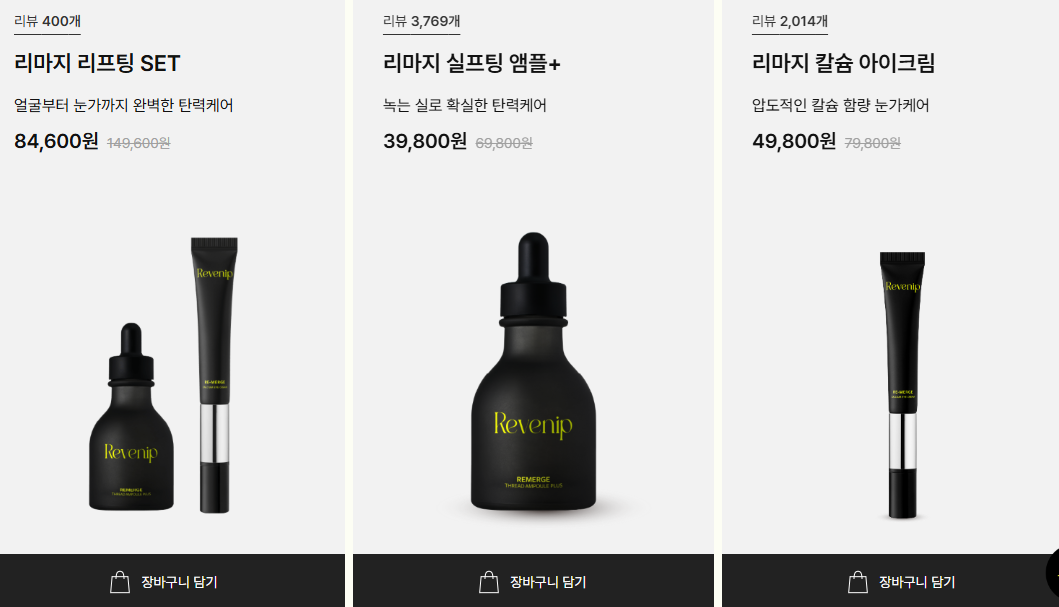 리뷰 400개
리마지 리프팅 SET
얼굴부터 눈가까지 완벽한 탄력케어
84,600원 149,600원
Revenip
RE-MERGE
Revenip
REMERGE
THREAD AMPOULE PLUS
장바구니 담기
리뷰 3,769개
리마지 실프팅 앰플+
녹는 실로 확실한 탄력케어
39,800원 69,800원
Revenip
REMERGE
THREAD AMPOULE PLUS
장바구니 담기
리뷰 2,014개
리마지 칼슘 아이크림
압도적인 칼슘 함량 눈가케어
49,800원 79,800원
Revenip
RE-MERGE
장바구니 담기